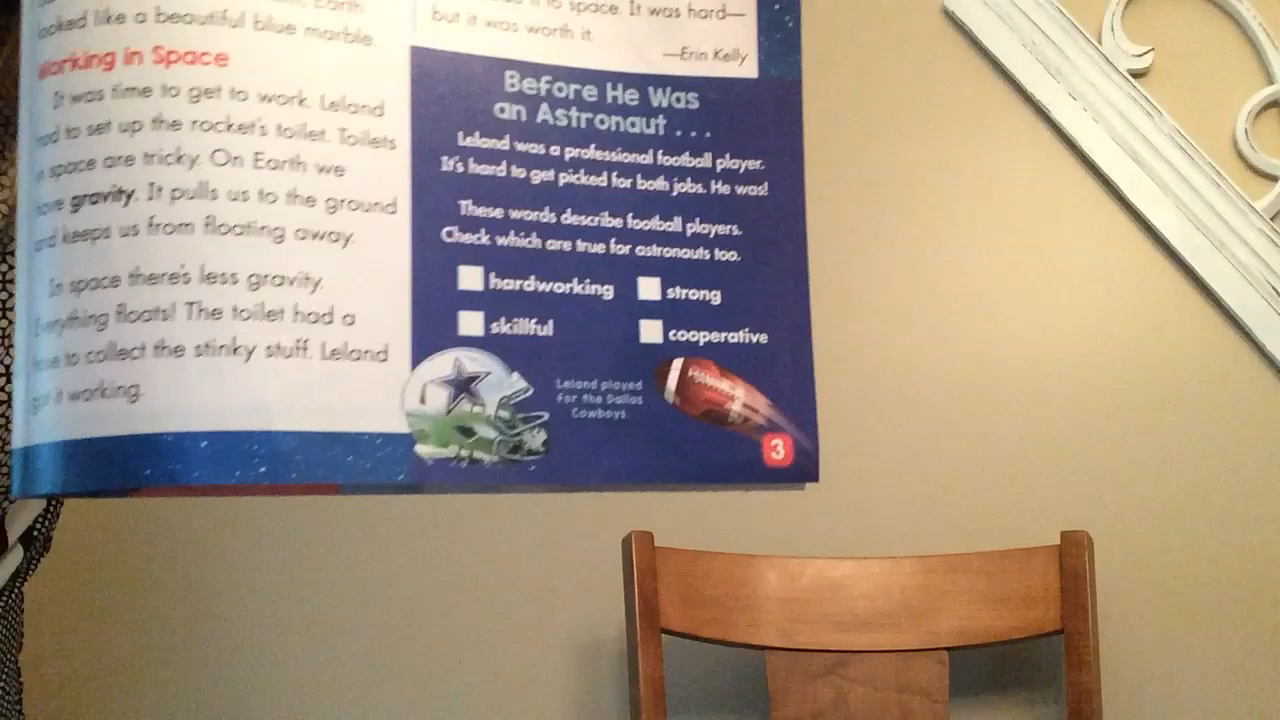 Earth
looked like a beautiful blue marble.
Working in Space
It was time to get to work. Leland
had to set up the rocket's toilet. Toilets
in space are tricky. On Earth we
have gravity. It pulls us to the ground
and keeps us from floating away.
In space there's less gravity.
Everything floats! The toilet had a
hose to collect the stinky stuff. Leland
got it working.
to space. It was hard—
but it was worth it.
—Erin Kelly
Before He Was
an Astronaut . . .
Leland was a professional football player.
It's hard to get picked for both jobs. He was!
These words describe football players.
Check which are true for astronauts too.
hardworking
strong
skillful
cooperative
Leland played
for the Dallas
Cowboys.
3